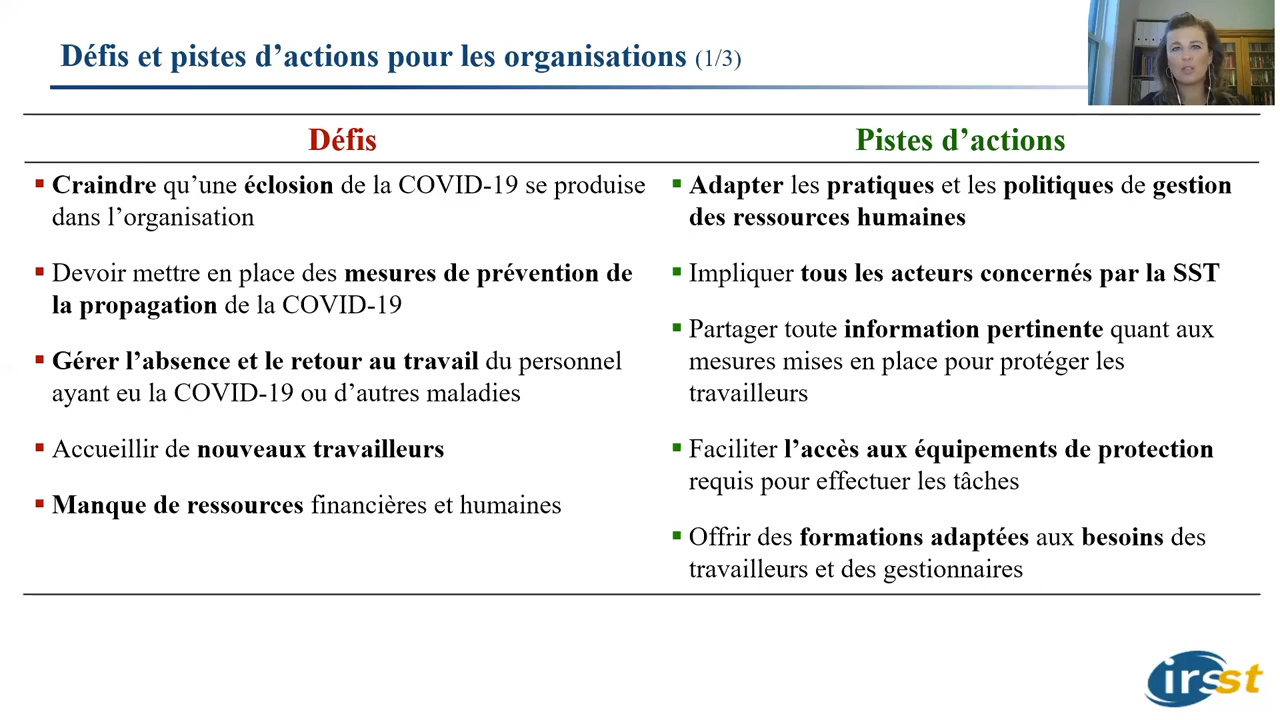 Défis et pistes d’actions pour les organisations (1/3)
Défis
▪ Craindre qu’une éclosion de la COVID-19 se produise
dans l’organisation
▪ Devoir mettre en place des mesures de prévention de
la propagation de la COVID-19
▪ Gérer l’absence et le retour au travail du personnel
ayant eu la COVID-19 ou d’autres maladies
▪ Accueillir de nouveaux travailleurs
▪ Manque de ressources financières et humaines
Pistes d’actions
▪ Adapter les pratiques et les politiques de gestion
des ressources humaines
▪ Impliquer tous les acteurs concernés par la SST
▪ Partager toute information pertinente quant aux
mesures mises en place pour protéger les
travailleurs
▪ Faciliter l’accès aux équipements de protection
requis pour effectuer les tâches
▪ Offrir des formations adaptées aux besoins des
travailleurs et des gestionnaires
irsst